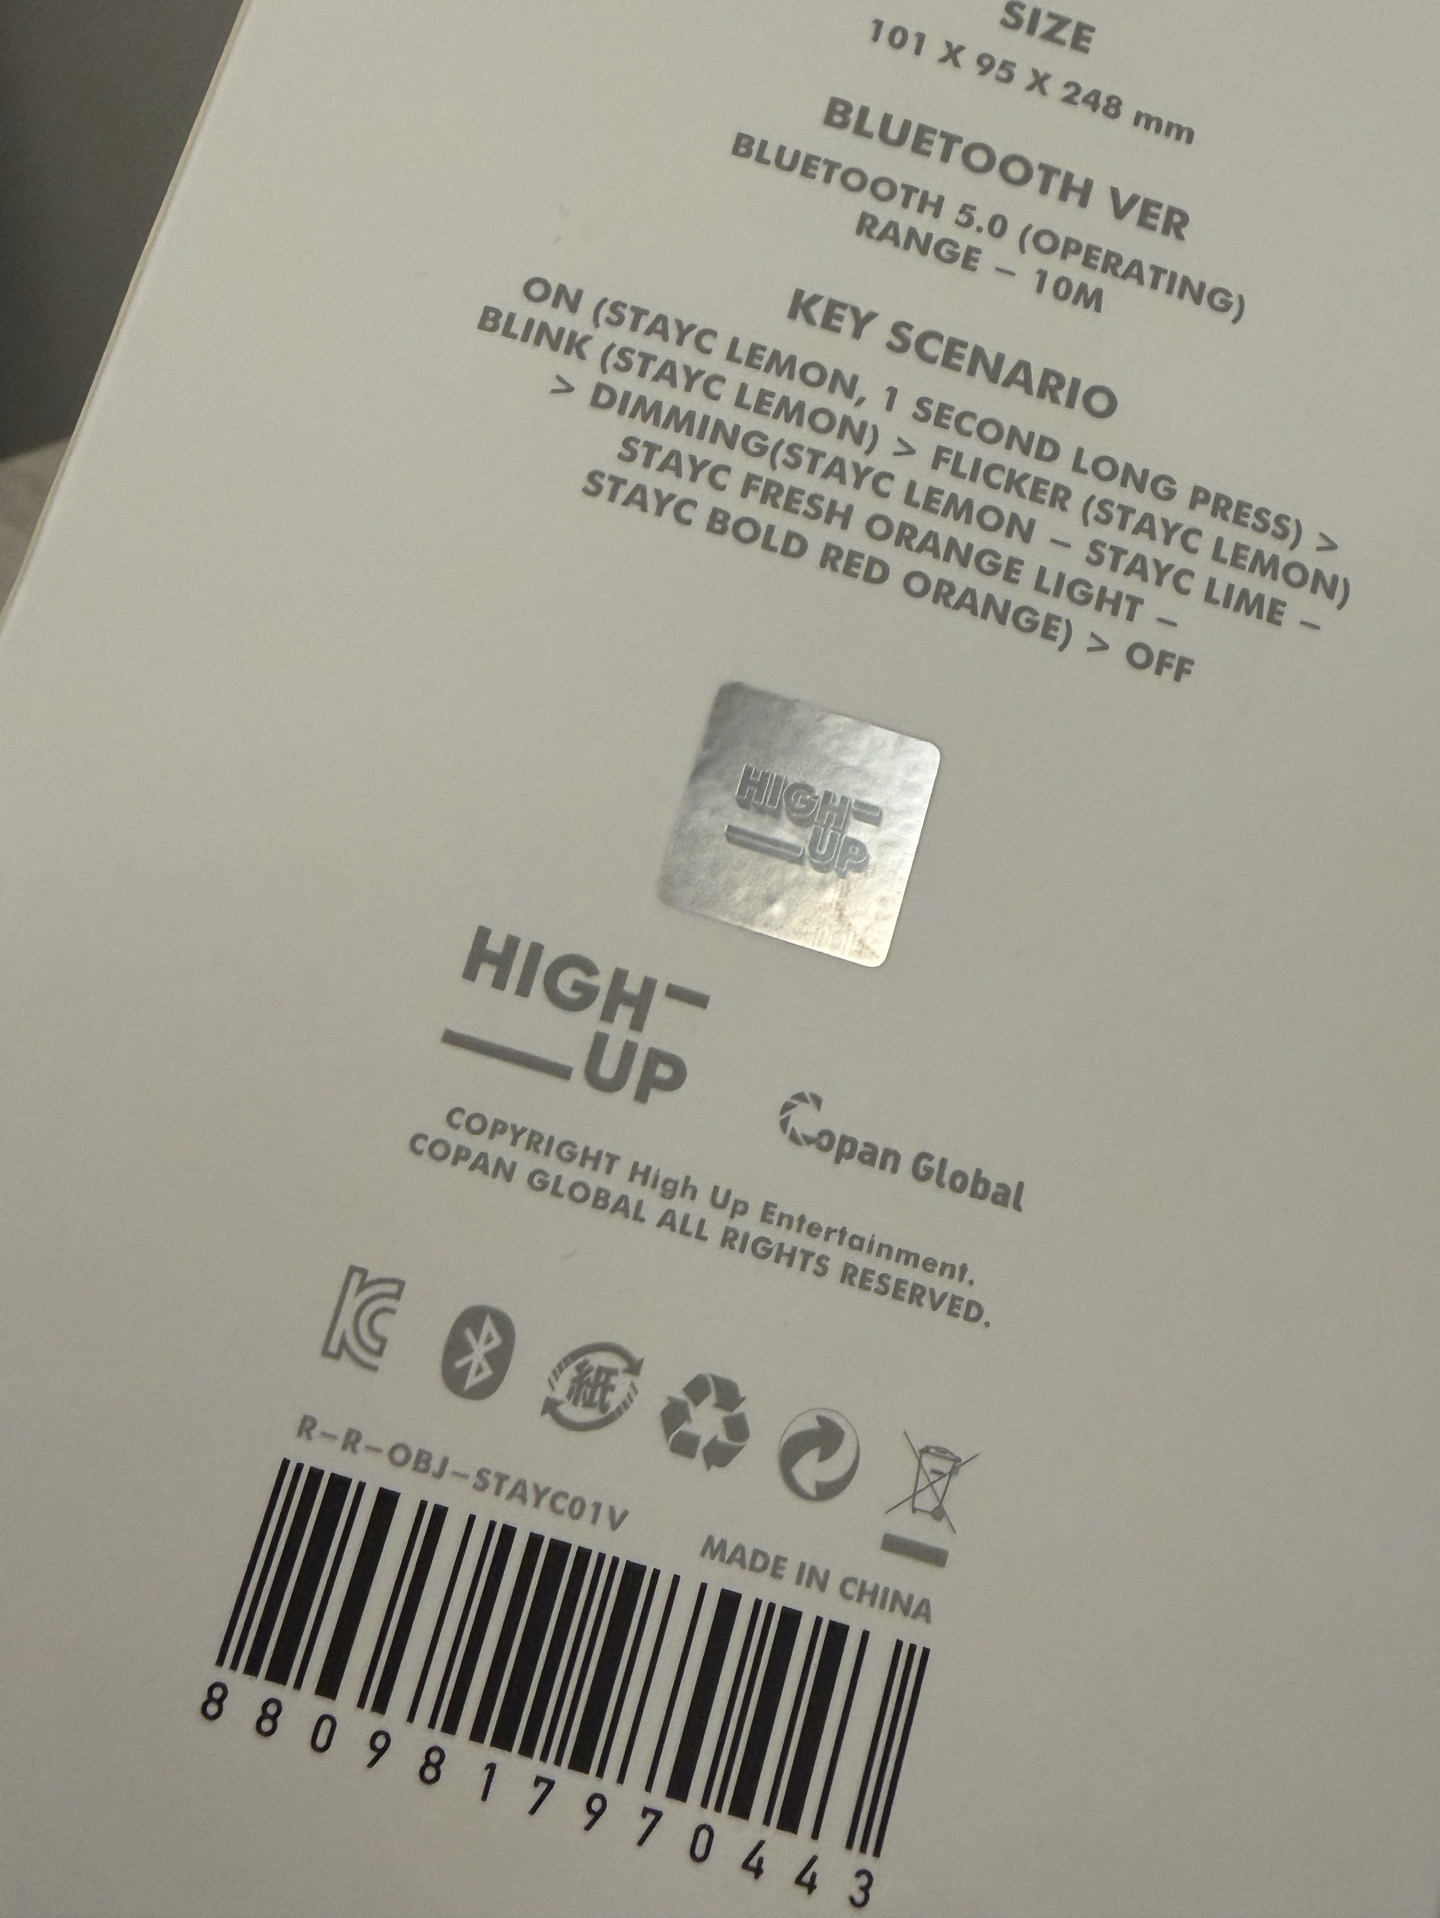 SIZE
101 X 95 X 248 mm
BLUETOOTH VER
BLUETOOTH 5.0 (OPERATING)
RANGE – 10M
KEY SCENARIO
ON (STAYC LEMON, 1 SECOND LONG PRESS) >
BLINK (STAYC LEMON) > FLICKER (STAYC LEMON)
> DIMMING(STAYC LEMON – STAYC LIME –
STAYC FRESH ORANGE LIGHT –
STAYC BOLD RED ORANGE) > OFF
HIGH
UP
HIGH
UP
Copan Global
COPYRIGHT High Up Entertainment.
COPAN GLOBAL ALL RIGHTS RESERVED.
紙
R-R-OBJ-STAYC01V
MADE IN CHINA
8809817970443